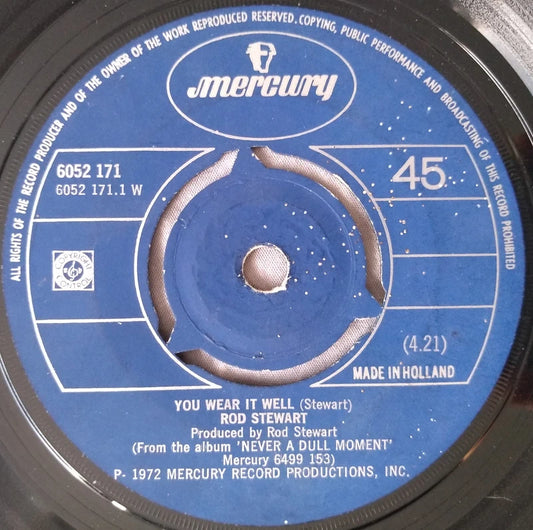 ALL RIGHTS OF THE RECORD PRODUCER AND OF THE OWNER OF THE WORK REPRODUCED RESERVED. COPYING, PUBLIC PERFORMANCE AND BROADCASTING OF THIS RECORD PROHIBITED
mercury
6052 171
6052 171.1 W
45
COPYRIGHT CONTROL
(4.21)
MADE IN HOLLAND
YOU WEAR IT WELL (Stewart)
ROD STEWART
Produced by Rod Stewart
(From the album 'NEVER A DULL MOMENT'
Mercury 6499 153)
P- 1972 MERCURY RECORD PRODUCTIONS, INC.